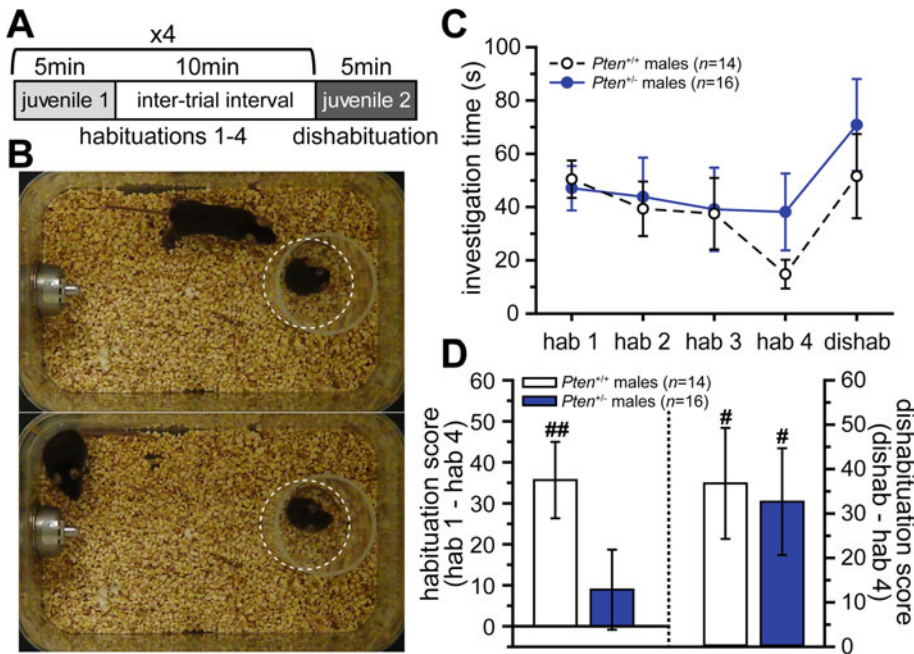 A
x4
5min 10min 5min
juvenile 1 inter-trial interval juvenile 2
habituations 1-4 dishabituation
B
C
investigation time (s)
100
80
60
40
20
0
Pten+/+ males (n=14)
Pten+/- males (n=16)
hab 1 hab 2 hab 3 hab 4 dishab
D
habituation score
(hab 1 - hab 4)
60
50
40
30
20
10
0
Pten+/+ males (n=14)
Pten+/- males (n=16)
##
#
#
60
50
40
30
20
10
0
dishabituation score
(dishab - hab 4)